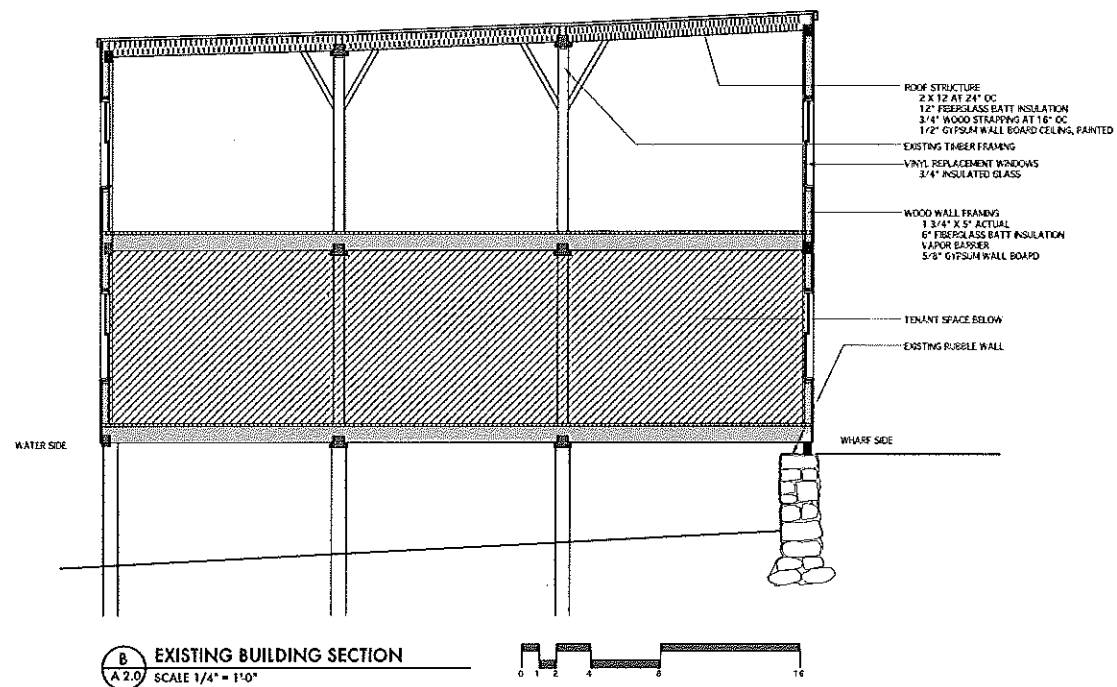 ROOF STRUCTURE
2 X 12 AT 24" OC
12" FIBERGLASS BATT INSULATION
3/4" WOOD STRAPPING AT 16" OC
1/2" GYPSUM WALL BOARD CEILING, PAINTED
EXISTING TIMBER FRAMING
VINYL REPLACEMENT WINDOWS
3/4" INSULATED GLASS
WOOD WALL FRAMING
1 3/4" X 5" ACTUAL
6" FIBERGLASS BATT INSULATION
VAPOR BARRIER
5/8" GYPSUM WALL BOARD
TENANT SPACE BELOW
EXISTING RUBBLE WALL
WATER SIDE
WHARF SIDE
B
A 2.0
EXISTING BUILDING SECTION
SCALE 1/4" = 1'0"
0 1 2 4 8 16